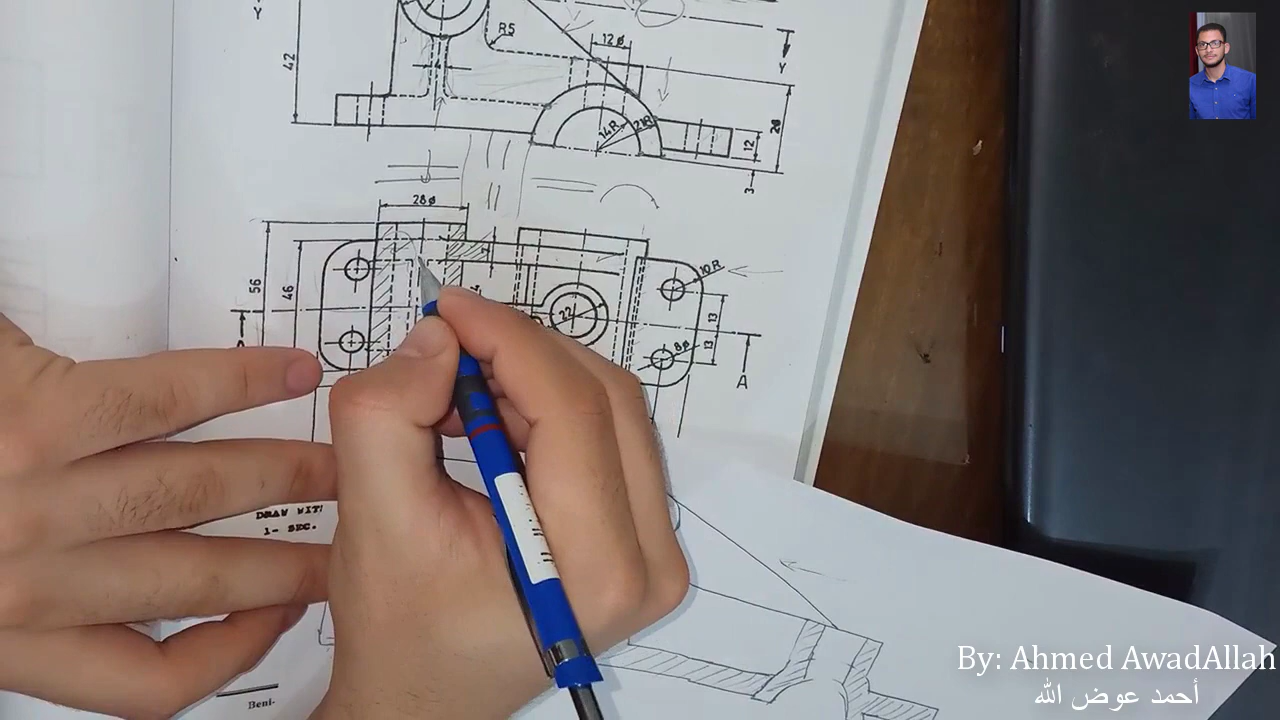 Y
R5
12ø
Y
42
14R
21R
12
28
3
28ø
10R
56
46
22
13
13
8ø
A
DRAW WIT
1- SEC.
Beni-
By: Ahmed AwadAllah
أحمد عوض الله